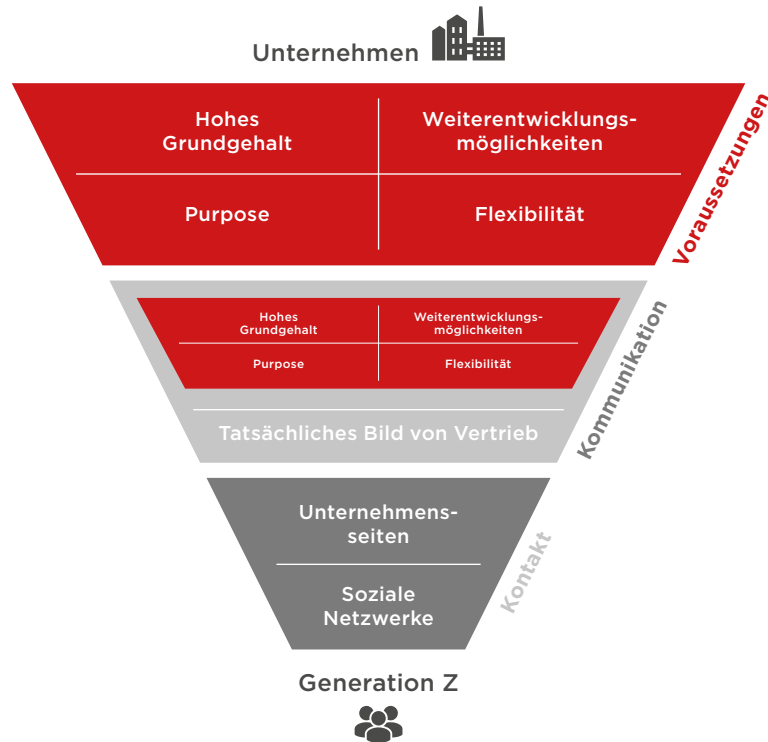 Unternehmen
Hohes
Grundgehalt
Weiterentwicklungs-
möglichkeiten
Purpose
Flexibilität
Voraussetzungen
Hohes
Grundgehalt
Weiterentwicklungs-
möglichkeiten
Purpose
Flexibilität
Tatsächliches Bild von Vertrieb
Kommunikation
Unternehmens-
seiten
Soziale
Netzwerke
Kontakt
Generation Z